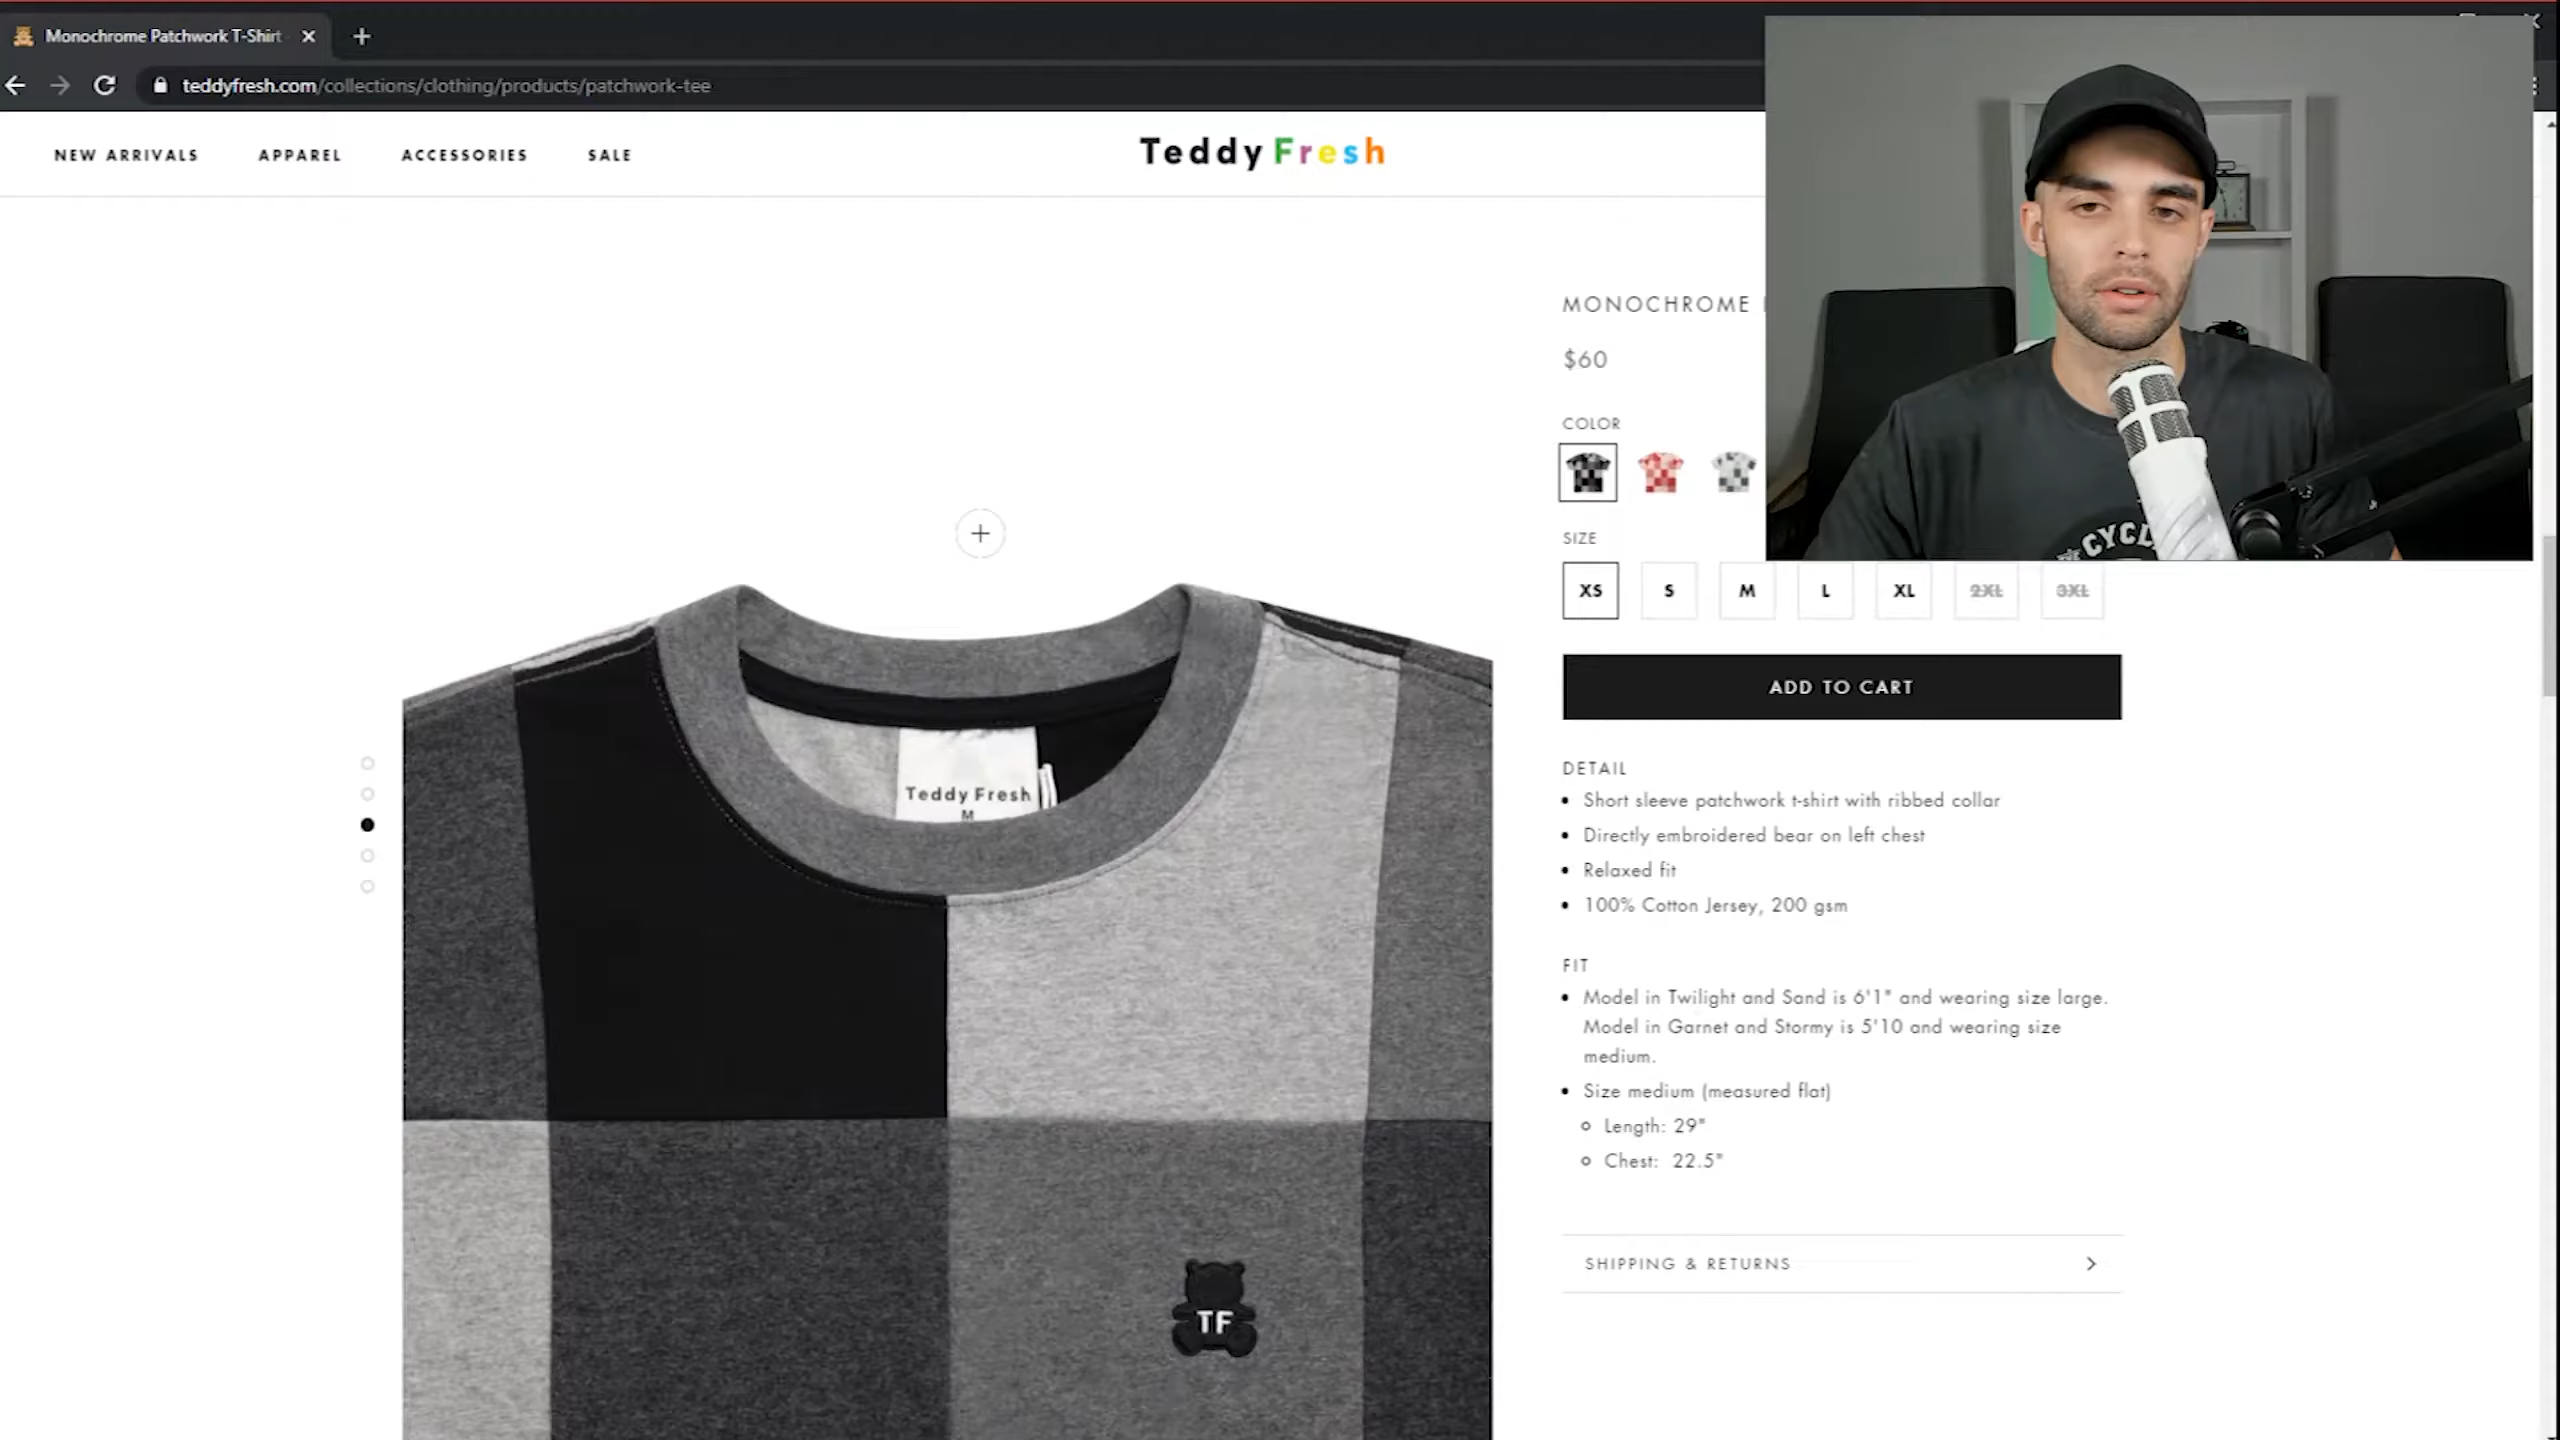 Monochrome Patchwork T-Shirt
teddyfresh.com/collections/clothing/products/patchwork-tee
NEW ARRIVALS APPAREL ACCESSORIES SALE
Teddy Fresh
MONOCHROME
$60
COLOR
SIZE
XS S M L XL 2XL 3XL
ADD TO CART
DETAIL
• Short sleeve patchwork t-shirt with ribbed collar
• Directly embroidered bear on left chest
• Relaxed fit
• 100% Cotton Jersey, 200 gsm
FIT
• Model in Twilight and Sand is 6'1" and wearing size large.
Model in Garnet and Stormy is 5'10 and wearing size
medium.
• Size medium (measured flat)
Length: 29"
Chest: 22.5"
SHIPPING & RETURNS
Teddy Fresh
M
TF